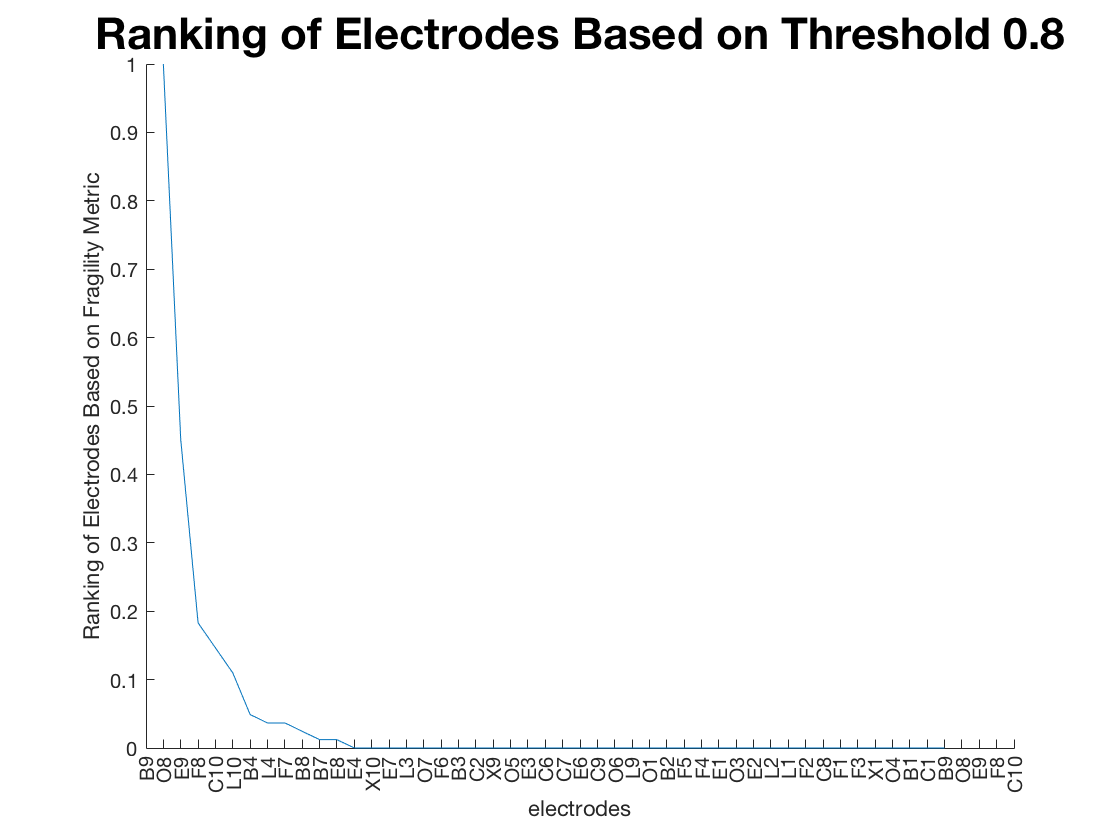 Ranking of Electrodes Based on Threshold 0.8
Ranking of Electrodes Based on Fragility Metric
1
0.9
0.8
0.7
0.6
0.5
0.4
0.3
0.2
0.1
0
B9 O8 E9 F8 C10 L10 B4 L4 F7 B8 B7 E8 E4 X10 E7 L3 O7 F6 B3 C2 X9 O5 E3 C6 C7 E6 C9 O6 L9 O1 B2 F5 F4 E1 O3 E2 L2 L1 F2 C8 F1 F3 X1 O4 B1 C1 B9 O8 E9 F8 C10
electrodes